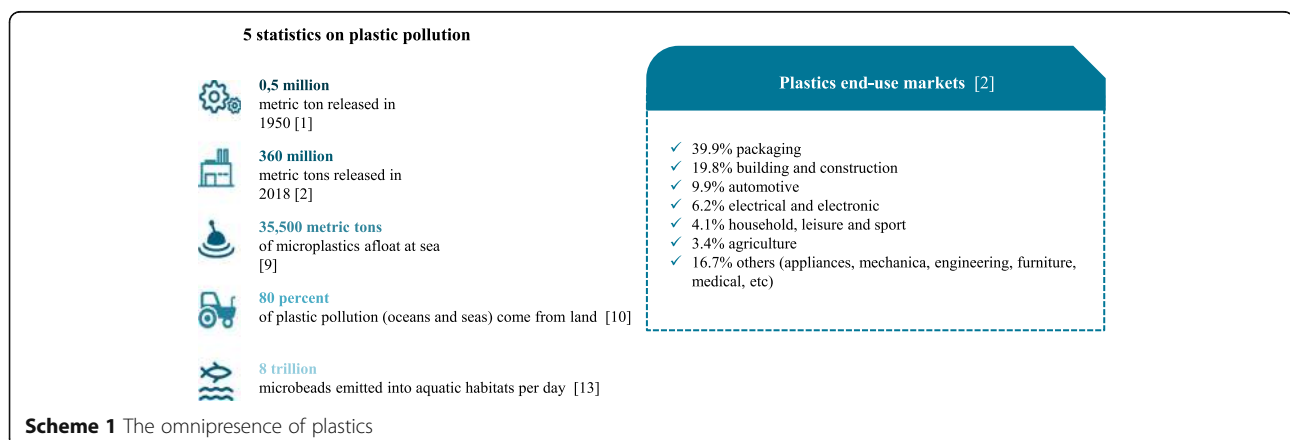 5 statistics on plastic pollution
0,5 million
metric ton released in
1950 [1]
360 million
metric tons released in
2018 [2]
35,500 metric tons
of microplastics afloat at sea
[9]
80 percent
of plastic pollution (oceans and seas) come from land [10]
8 trillion
microbeads emitted into aquatic habitats per day [13]
Plastics end-use markets [2]
✓ 39.9% packaging
✓ 19.8% building and construction
✓ 9.9% automotive
✓ 6.2% electrical and electronic
✓ 4.1% household, leisure and sport
✓ 3.4% agriculture
✓ 16.7% others (appliances, mechanica, engineering, furniture,
medical, etc)
Scheme 1 The omnipresence of plastics